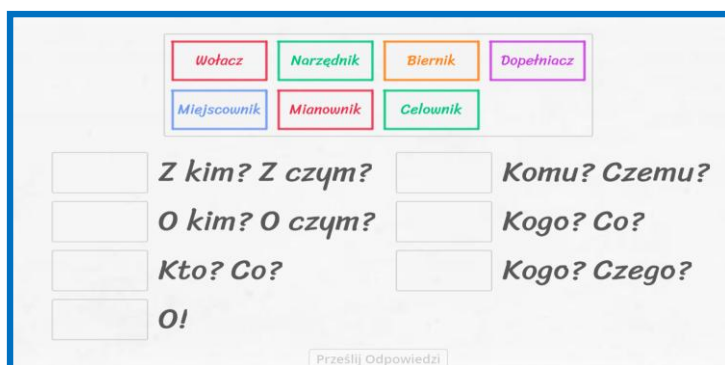 Wołacz Narzędnik Biernik Dopełniacz
Miejscownik Mianownik Celownik
Z kim? Z czym? Komu? Czemu?
O kim? O czym? Kogo? Co?
Kto? Co? Kogo? Czego?
O!
Prześlij Odpowiedzi